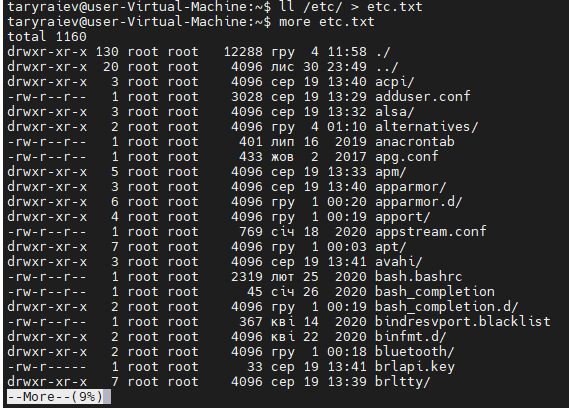 taryraiev@user-Virtual-Machine:~$ ll /etc/ > etc.txt
taryraiev@user-Virtual-Machine:~$ more etc.txt
total 1160
drwxr-xr-x 130 root root    12288 гру  4 11:58 ./
drwxr-xr-x  20 root root     4096 лис 30 23:49 ../
drwxr-xr-x   3 root root     4096 сер 19 13:40 acpi/
-rw-r--r--   1 root root     3028 сер 19 13:29 adduser.conf
drwxr-xr-x   3 root root     4096 сер 19 13:32 alsa/
drwxr-xr-x   2 root root     4096 гру  4 01:10 alternatives/
-rw-r--r--   1 root root      401 лип 16  2019 anacrontab
-rw-r--r--   1 root root      433 жов  2  2017 apg.conf
drwxr-xr-x   5 root root     4096 сер 19 13:33 apm/
drwxr-xr-x   3 root root     4096 сер 19 13:40 apparmor/
drwxr-xr-x   6 root root     4096 гру  1 00:20 apparmor.d/
drwxr-xr-x   4 root root     4096 гру  1 00:19 apport/
-rw-r--r--   1 root root      769 січ 18  2020 appstream.conf
drwxr-xr-x   7 root root     4096 гру  1 00:03 apt/
drwxr-xr-x   3 root root     4096 сер 19 13:41 avahi/
-rw-r--r--   1 root root     2319 лют 25  2020 bash.bashrc
-rw-r--r--   1 root root       45 січ 26  2020 bash_completion
drwxr-xr-x   2 root root     4096 гру  1 00:19 bash_completion.d/
-rw-r--r--   1 root root      367 кві 14  2020 bindresvport.blacklist
drwxr-xr-x   2 root root     4096 кві 22  2020 binfmt.d/
drwxr-xr-x   2 root root     4096 гру  1 00:18 bluetooth/
-rw-r-----   1 root root       33 сер 19 13:41 brlapi.key
drwxr-xr-x   7 root root     4096 сер 19 13:39 brltty/
--More--(9%)